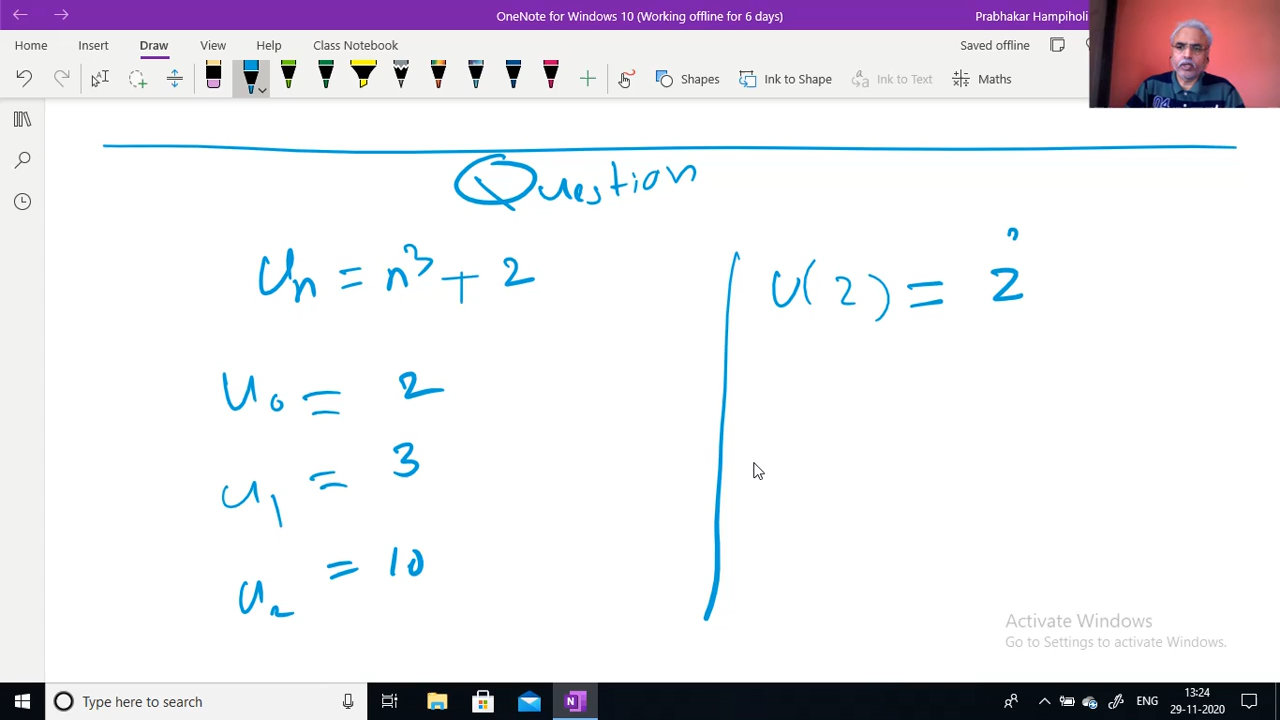 OneNote for Windows 10 (Working offline for 6 days)
Prabhakar Hampiholi
Home Insert Draw View Help Class Notebook
Saved offline
Shapes Ink to Shape Ink to Text Maths
Question
Un = n³ + 2
U0 = 2
u1 = 3
u2 = 10
U(2) = 2
Activate Windows
Go to Settings to activate Windows.
Type here to search
ENG
13:24
29-11-2020